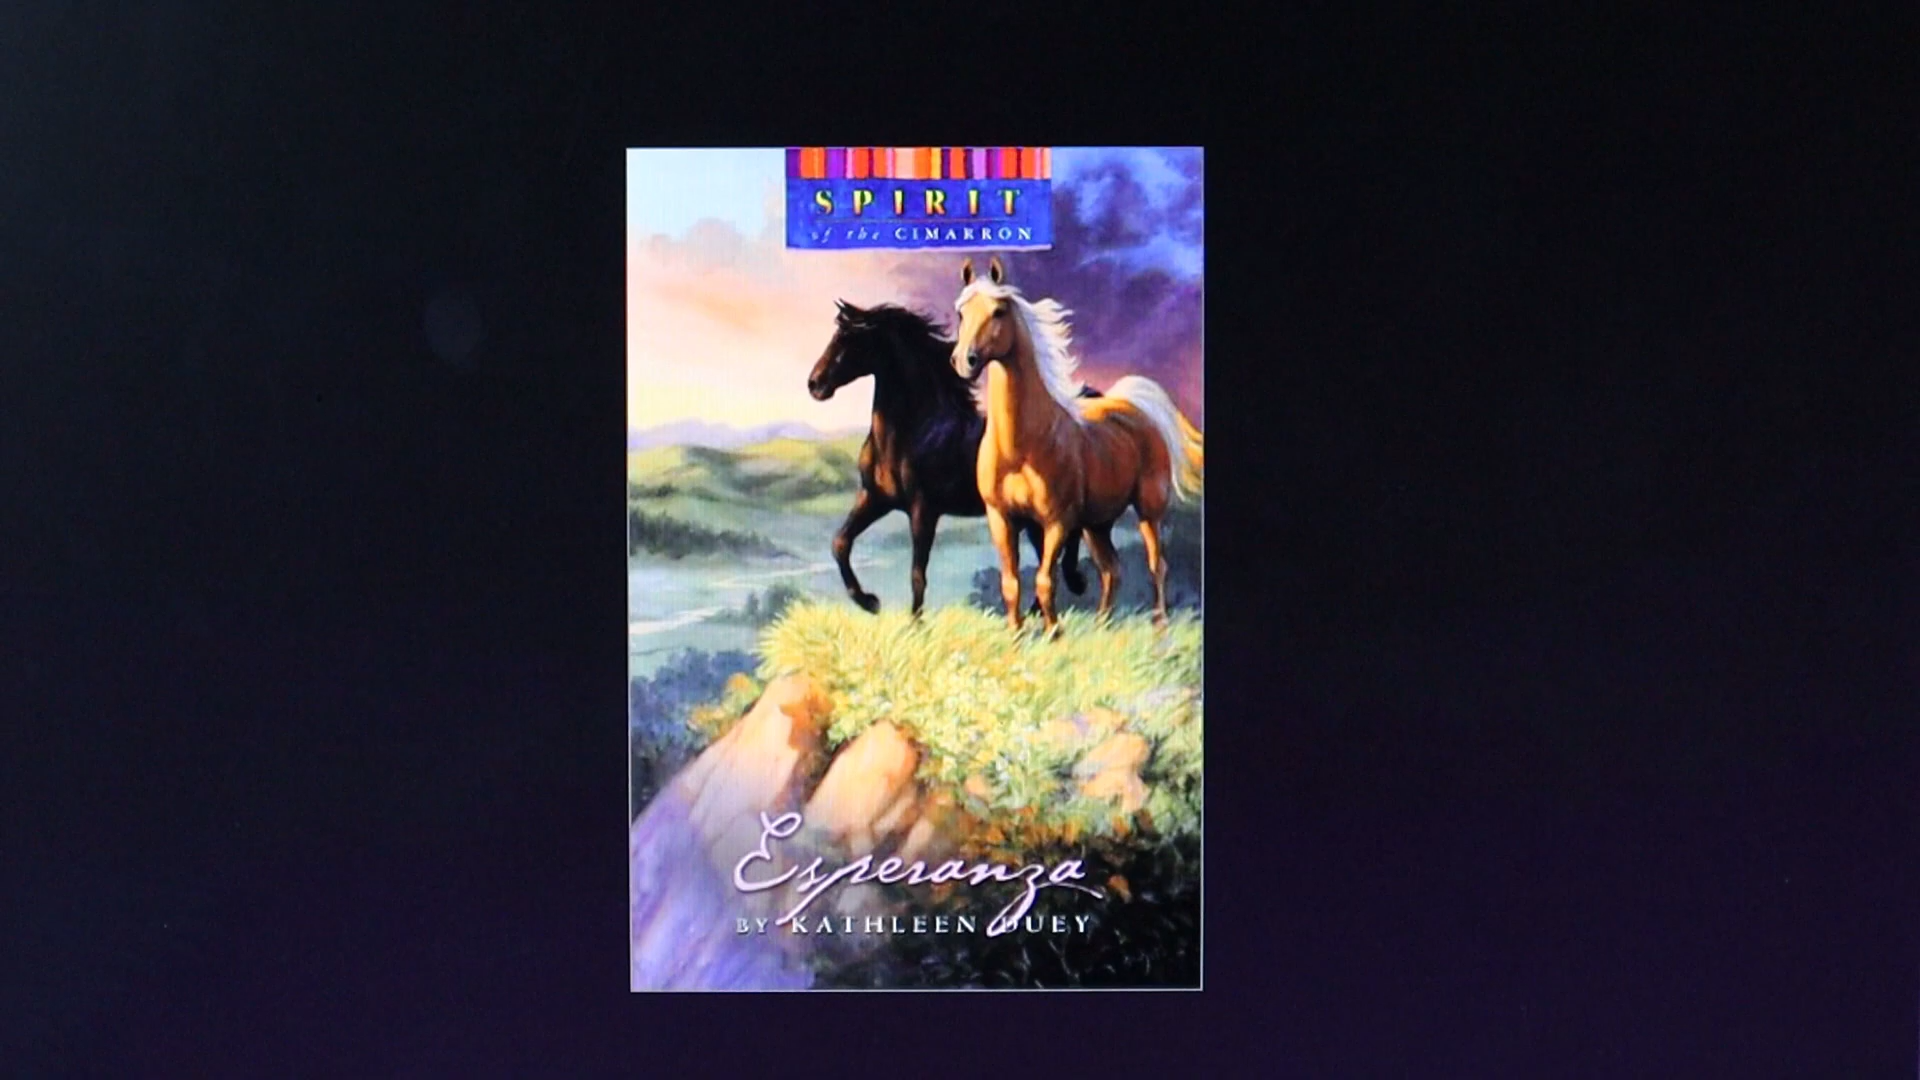 SPIRIT
of the CIMARRON
Esperanza
BY KATHLEEN DUEY